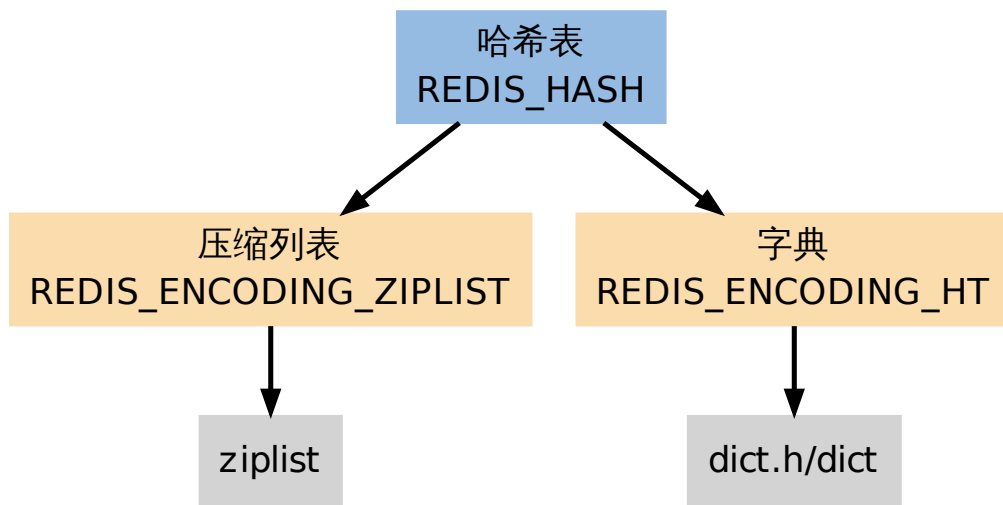 哈希表
REDIS_HASH
压缩列表
REDIS_ENCODING_ZIPLIST
字典
REDIS_ENCODING_HT
ziplist
dict.h/dict